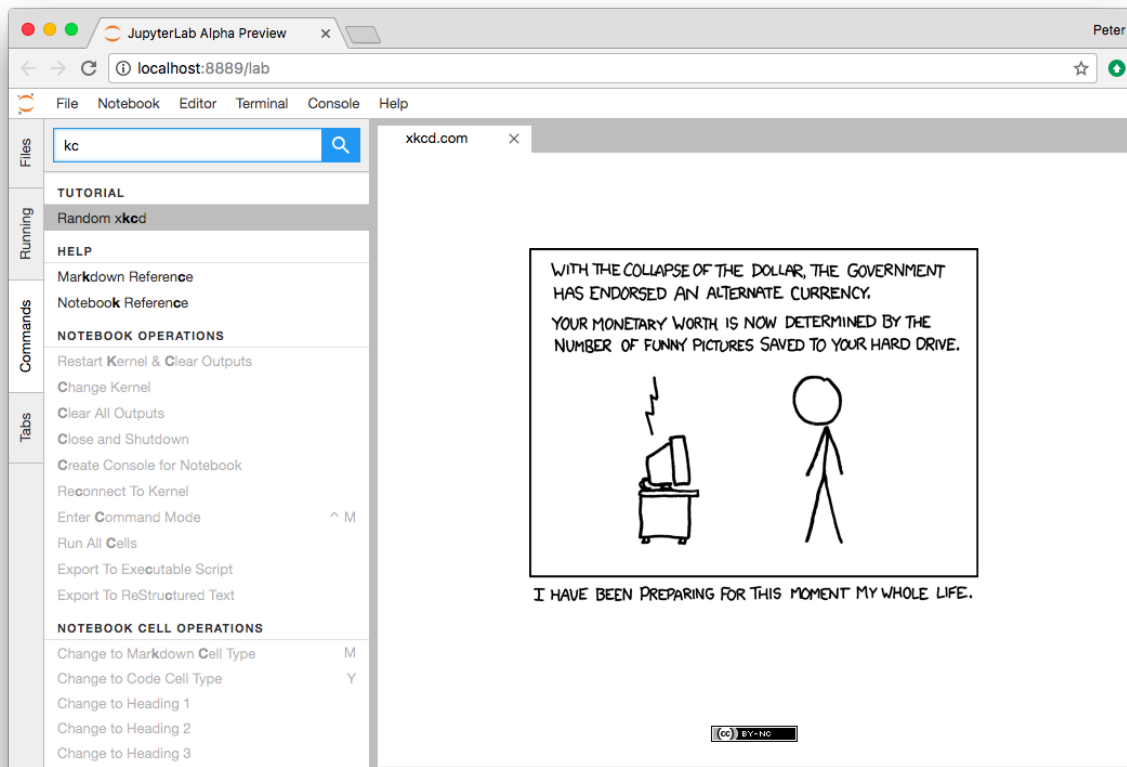 JupyterLab Alpha Preview
Peter
localhost:8889/lab
File Notebook Editor Terminal Console Help
Files
Running
Commands
Tabs
kc
TUTORIAL
Random xkcd
HELP
Markdown Reference
Notebook Reference
NOTEBOOK OPERATIONS
Restart Kernel & Clear Outputs
Change Kernel
Clear All Outputs
Close and Shutdown
Create Console for Notebook
Reconnect To Kernel
Enter Command Mode ^ M
Run All Cells
Export To Executable Script
Export To ReStructured Text
NOTEBOOK CELL OPERATIONS
Change to Markdown Cell Type M
Change to Code Cell Type Y
Change to Heading 1
Change to Heading 2
Change to Heading 3
xkcd.com
WITH THE COLLAPSE OF THE DOLLAR, THE GOVERNMENT
HAS ENDORSED AN ALTERNATE CURRENCY.
YOUR MONETARY WORTH IS NOW DETERMINED BY THE
NUMBER OF FUNNY PICTURES SAVED TO YOUR HARD DRIVE.
I HAVE BEEN PREPARING FOR THIS MOMENT MY WHOLE LIFE.
(cc) BY-NC